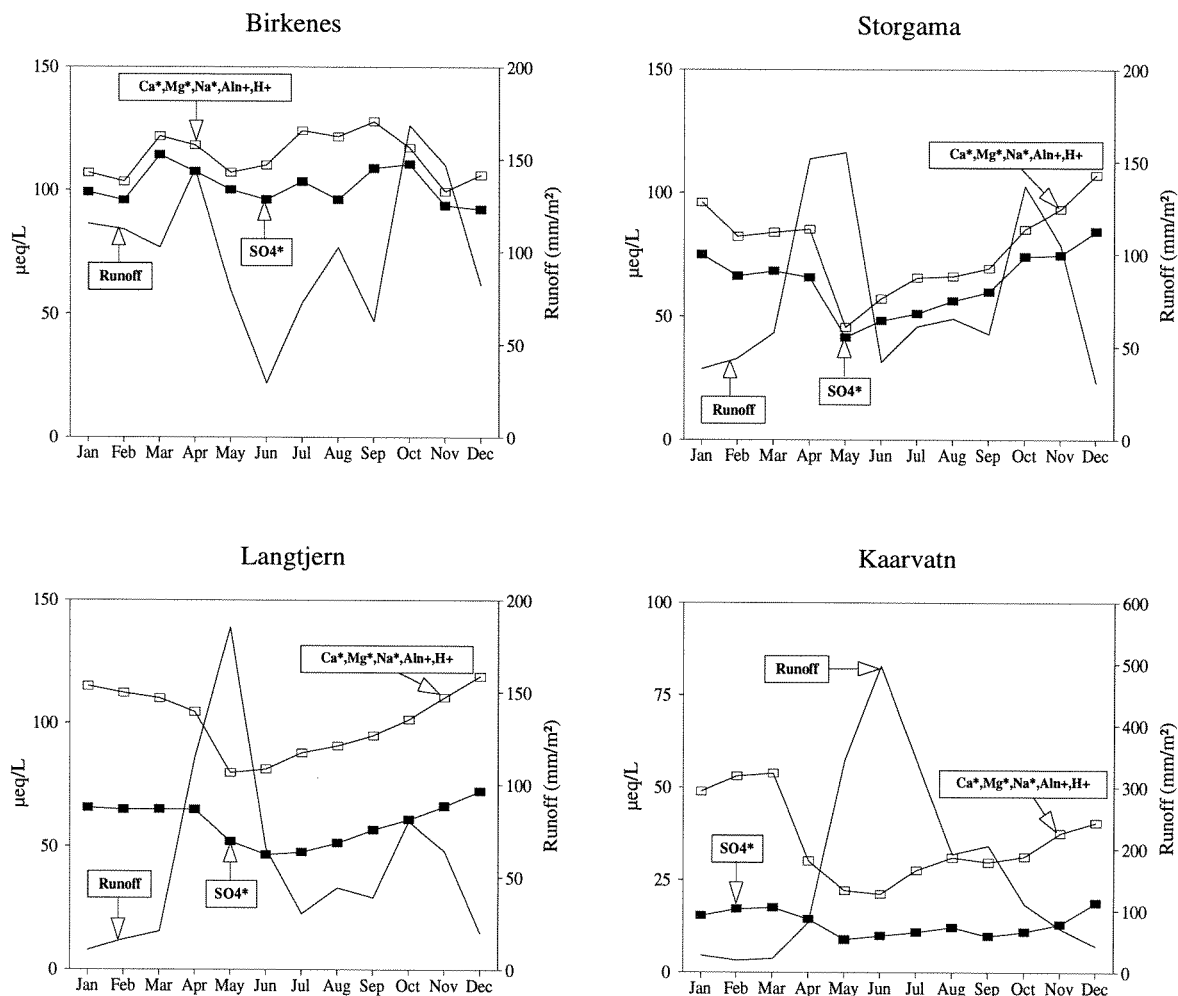 Birkenes
150
100
50
0
µeq/L
200
150
100
50
0
Runoff (mm/m²)
Ca*,Mg*,Na*,Aln+,H+
SO4*
Runoff
Jan Feb Mar Apr May Jun Jul Aug Sep Oct Nov Dec
Storgama
150
100
50
0
µeq/L
200
150
100
50
0
Runoff (mm/m²)
Ca*,Mg*,Na*,Aln+,H+
SO4*
Runoff
Jan Feb Mar Apr May Jun Jul Aug Sep Oct Nov Dec
Langtjern
150
100
50
0
µeq/L
200
150
100
50
0
Runoff (mm/m²)
Ca*,Mg*,Na*,Aln+,H+
Runoff
SO4*
Jan Feb Mar Apr May Jun Jul Aug Sep Oct Nov Dec
Kaarvatn
100
75
50
25
0
µeq/L
600
500
400
300
200
100
0
Runoff (mm/m²)
Runoff
Ca*,Mg*,Na*,Aln+,H+
SO4*
Jan Feb Mar Apr May Jun Jul Aug Sep Oct Nov Dec